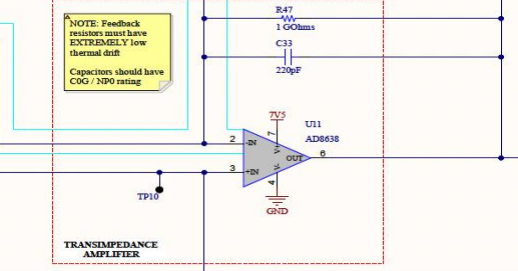 R47
1 GOhms
C33
220pF
NOTE: Feedback
resistors must have
EXTREMELY low
thermal drift
Capacitors should have
C0G / NP0 rating
7V5
U11
AD8638
7
V+
2
-IN
OUT
6
3
+IN
V-
4
GND
TP10
TRANSIMPEDANCE
AMPLIFIER